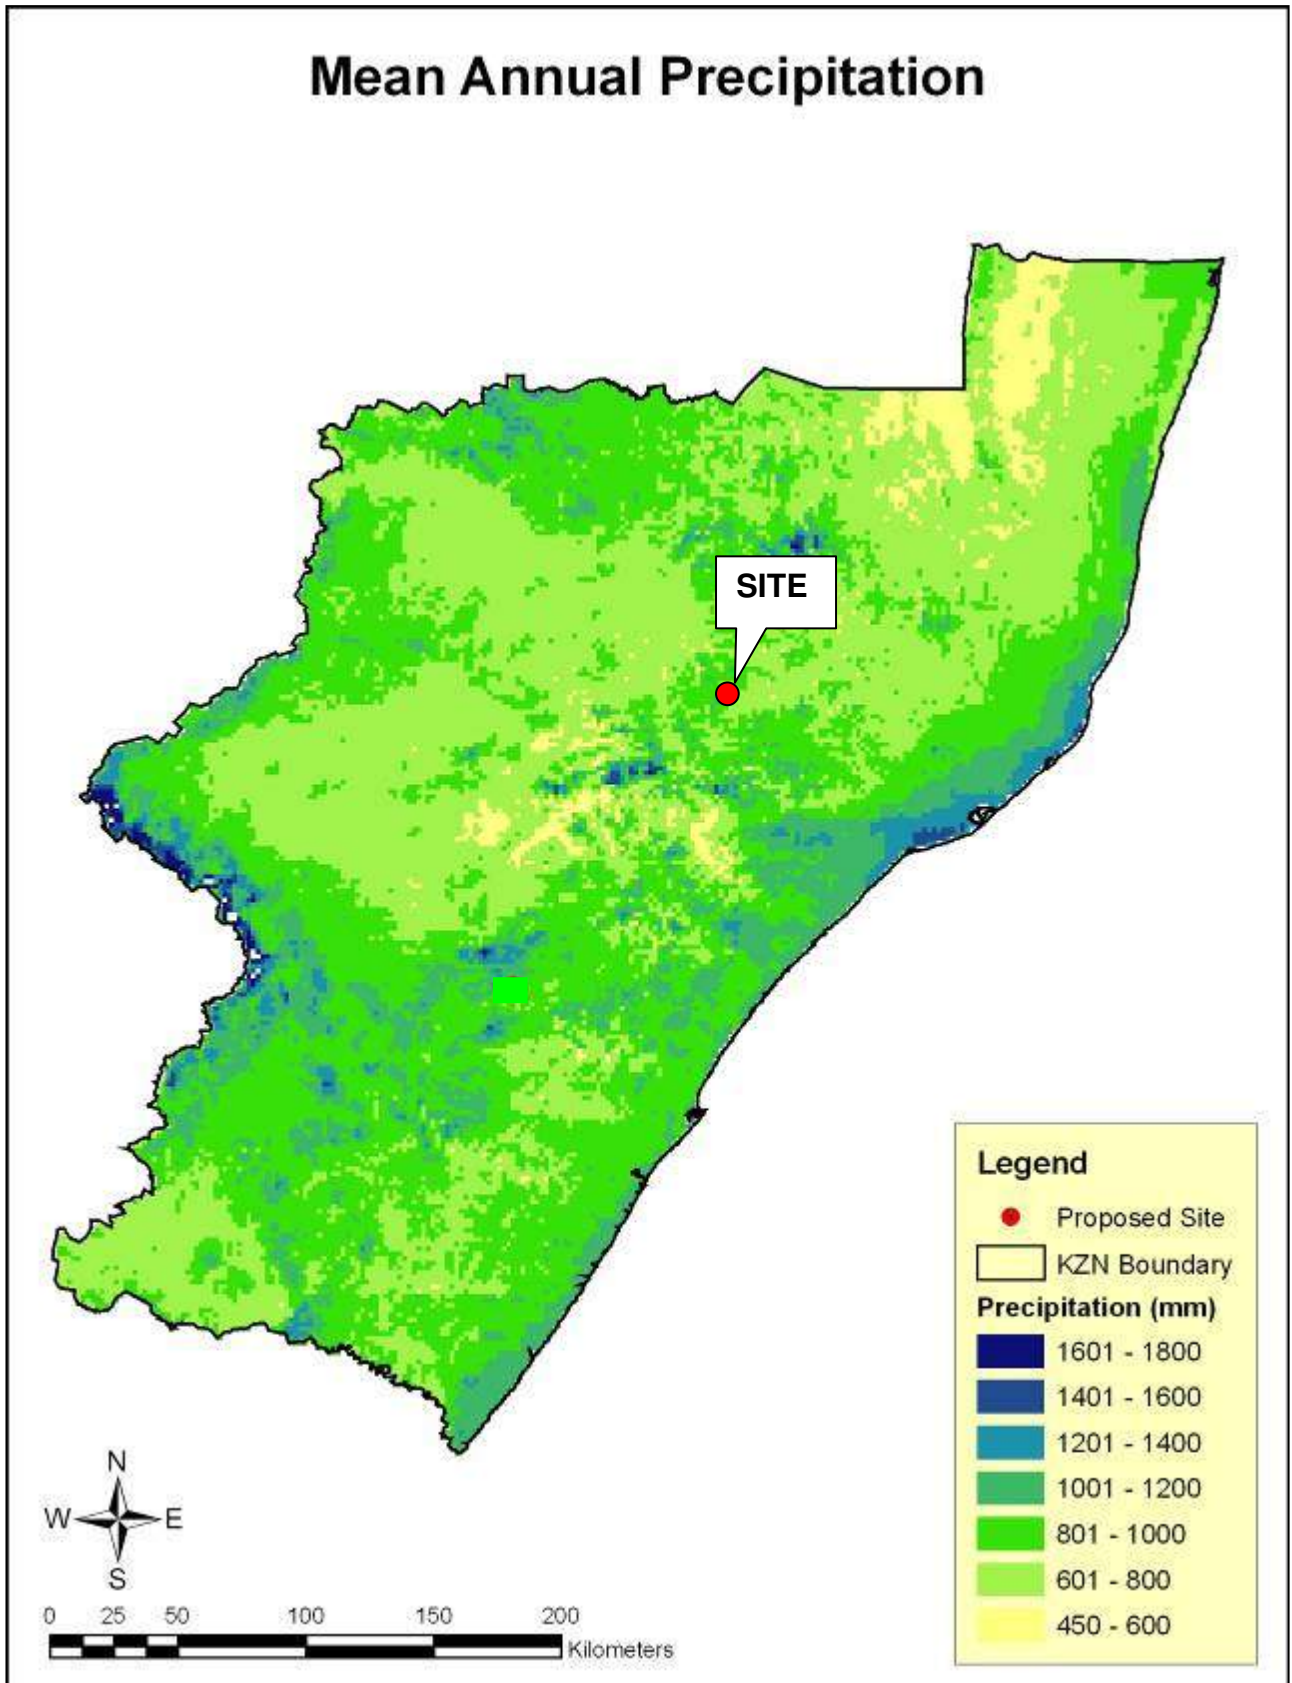 Mean Annual Precipitation
SITE
Legend
Proposed Site
KZN Boundary
Precipitation (mm)
1601 - 1800
1401 - 1600
1201 - 1400
1001 - 1200
801 - 1000
601 - 800
450 - 600
N
W E
S
0 25 50 100 150 200
Kilometers